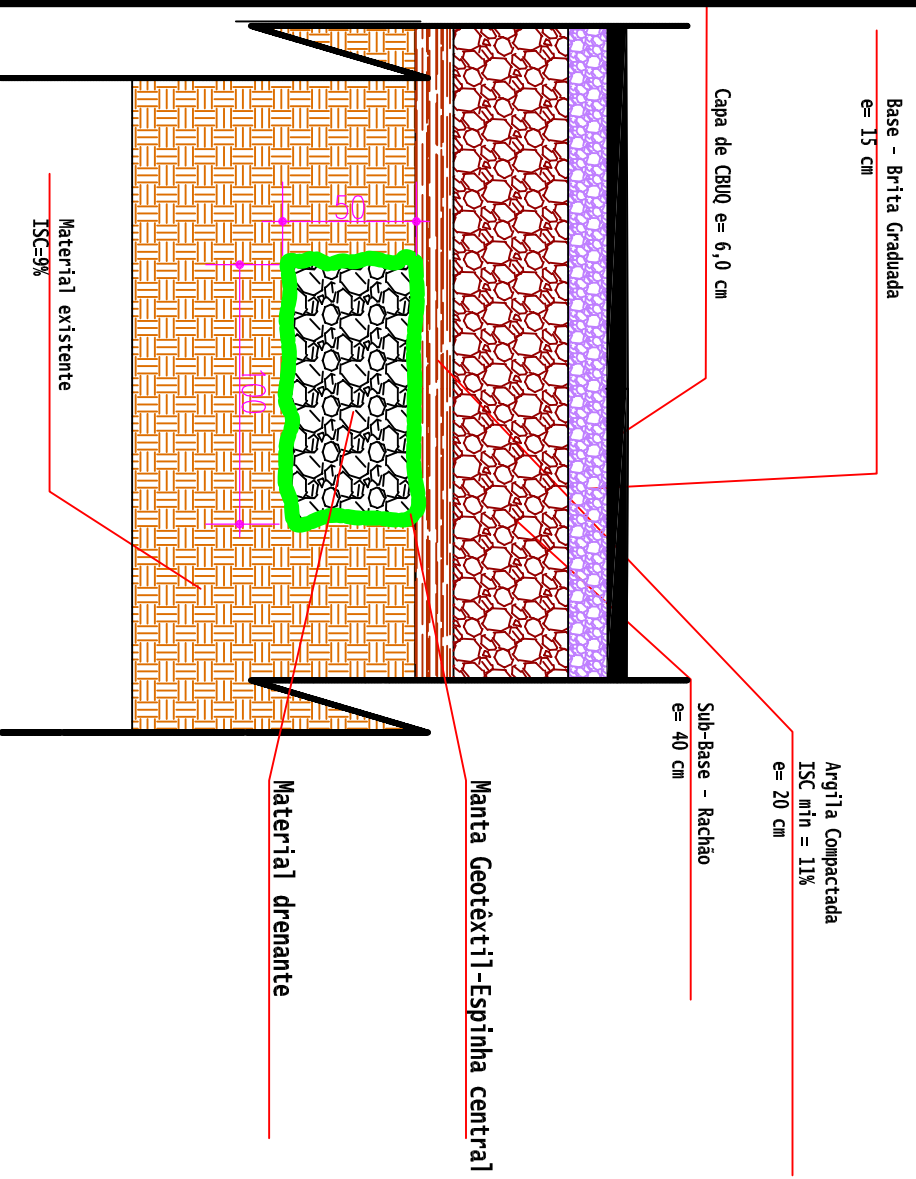 Base - Brita Graduada
e= 15 cm
Capa de CBUQ e= 6,0 cm
Argila Compactada
ISC min = 11%
e= 20 cm
Sub-Base - Rachão
e= 40 cm
Manta Geotêxtil-Espinha central
Material drenante
50
100
Material existente
ISC=9%